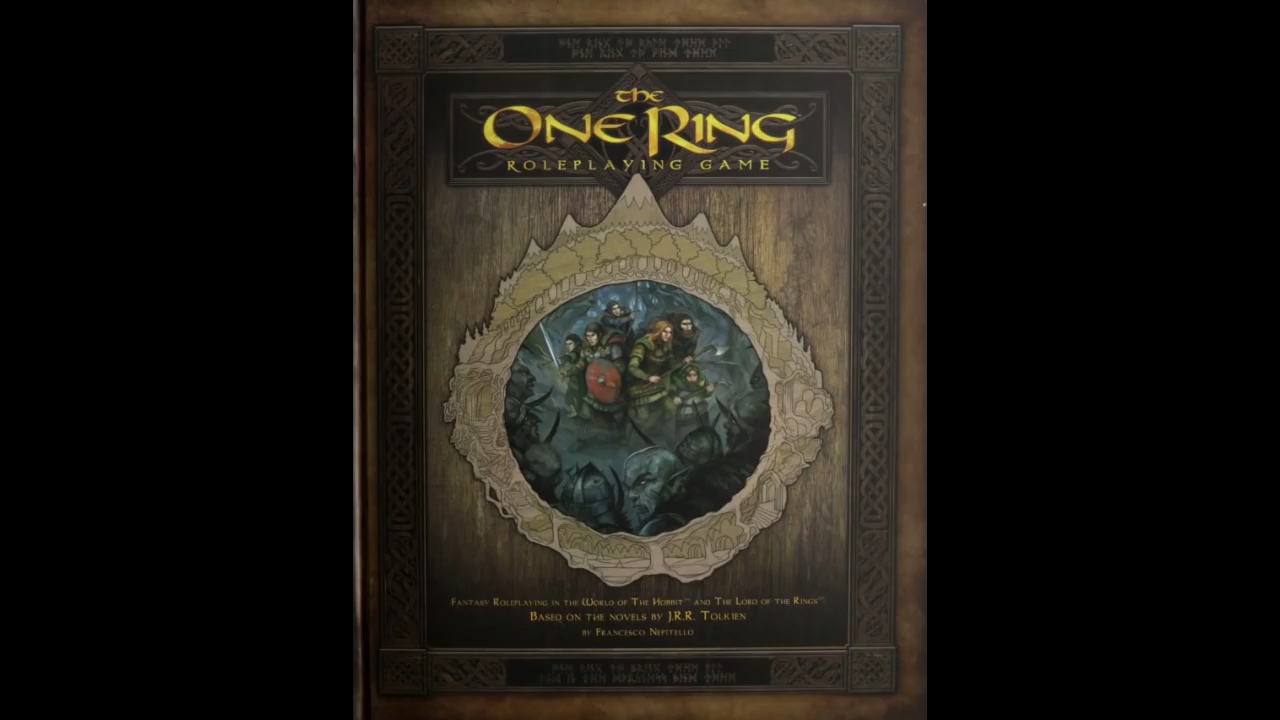 The
One Ring
Roleplaying Game
Fantasy Roleplaying in the World of The Hobbit™ and The Lord of the Rings™
Based on the novels by J.R.R. Tolkien
by Francesco Nepitello